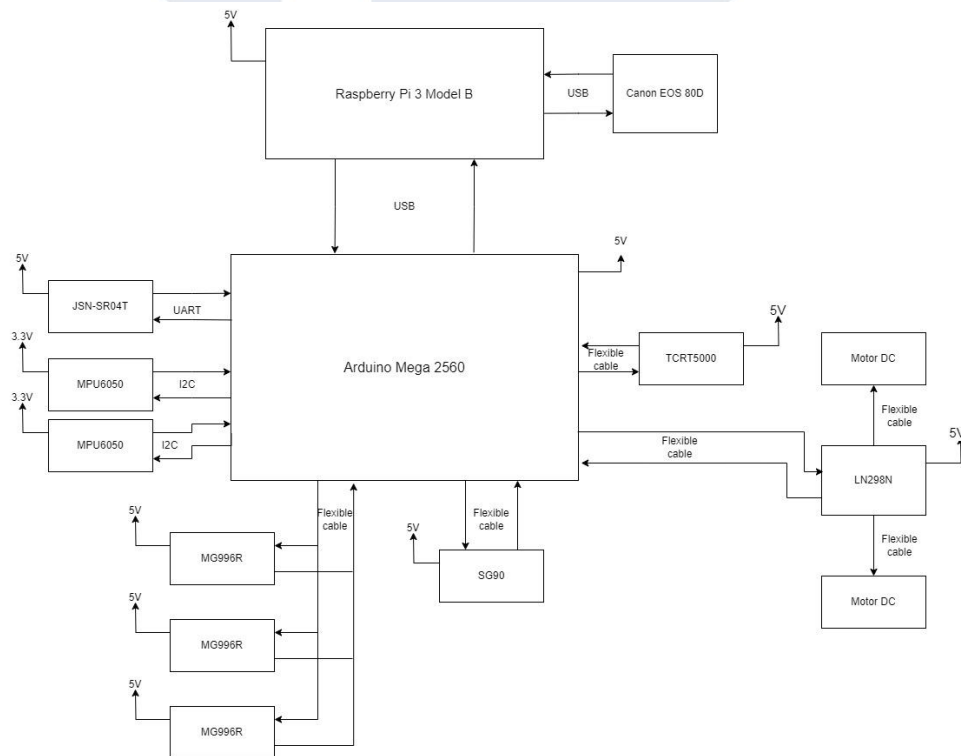 5V
Raspberry Pi 3 Model B
USB
Canon EOS 80D
USB
5V
5V
JSN-SR04T
UART
3.3V
MPU6050
I2C
3.3V
MPU6050
I2C
Arduino Mega 2560
Flexible
cable
TCRT5000
5V
Motor DC
Flexible
cable
Flexible
cable
LN298N
5V
Flexible
cable
Motor DC
Flexible
cable
Flexible
cable
5V
SG90
5V
MG996R
5V
MG996R
5V
MG996R